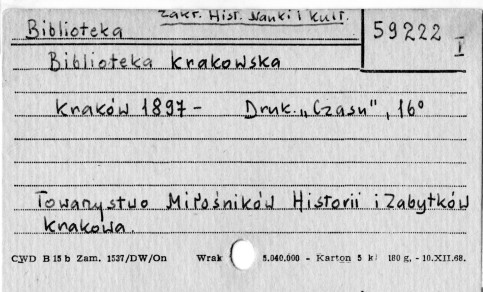 Zakł. Hist. Nauki i Kult.
Biblioteka
59222 I
Biblioteka Krakowska
Kraków 1897 - Druk. „Czasu", 16°
Towarzystwo Miłośników Historii i Zabytków
Krakowa.
CWD B 15 b Zam. 1537/DW/On Wrak 5.040.000 - Karton 5 kl 180 g, - 10.XII.68.